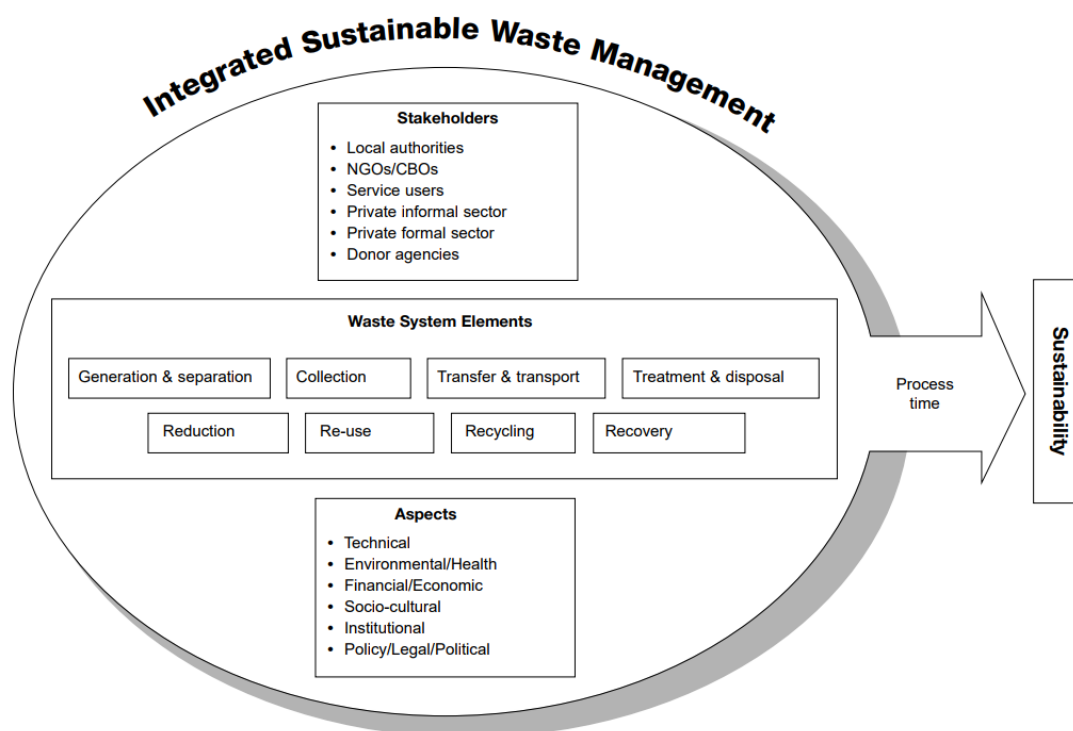 Integrated Sustainable Waste Management
Stakeholders
• Local authorities
• NGOs/CBOs
• Service users
• Private informal sector
• Private formal sector
• Donor agencies
Waste System Elements
Generation & separation
Collection
Transfer & transport
Treatment & disposal
Reduction
Re-use
Recycling
Recovery
Aspects
• Technical
• Environmental/Health
• Financial/Economic
• Socio-cultural
• Institutional
• Policy/Legal/Political
Process
time
Sustainability